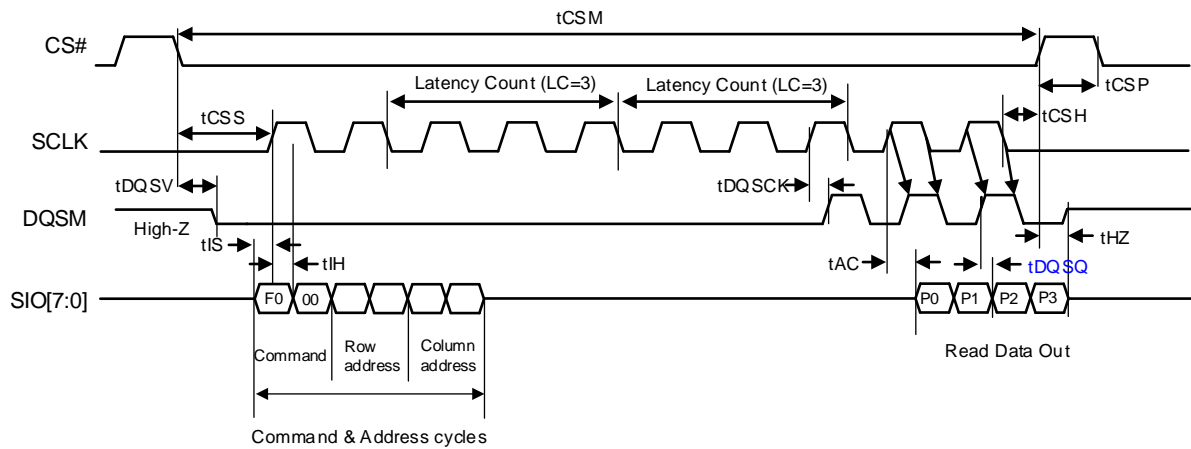 tCSM
CS#
Latency Count (LC=3)
Latency Count (LC=3)
tCSP
tCSS
tCSH
SCLK
tDQSV
tDQSCK
DQSM
High-Z
tIS
tHZ
tIH
tAC
tDQSQ
SIO[7:0]
F0
00
P0
P1
P2
P3
Command
Row
address
Column
address
Read Data Out
Command & Address cycles